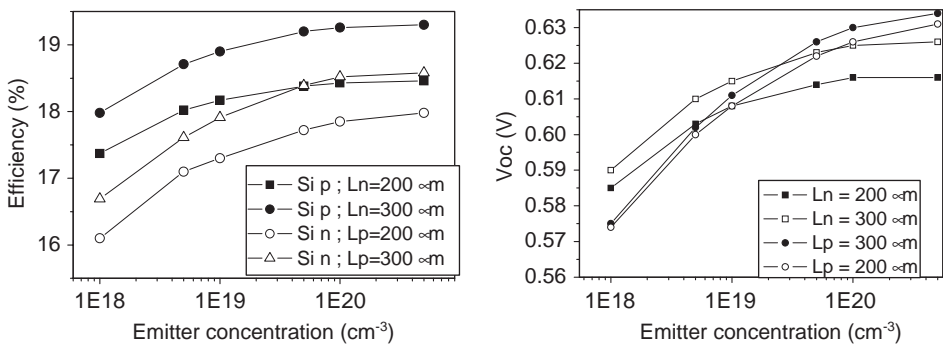 19
18
17
16
Efficiency (%)
1E18
1E19
1E20
Emitter concentration (cm-3)
Si p ; Ln=200 ∝m
Si p ; Ln=300 ∝m
Si n ; Lp=200 ∝m
Si n ; Lp=300 ∝m
0.63
0.62
0.61
0.60
0.59
0.58
0.57
0.56
Voc (V)
1E18
1E19
1E20
Emitter concentration (cm-3)
Ln = 200 ∝m
Ln = 300 ∝m
Lp = 300 ∝m
Lp = 200 ∝m